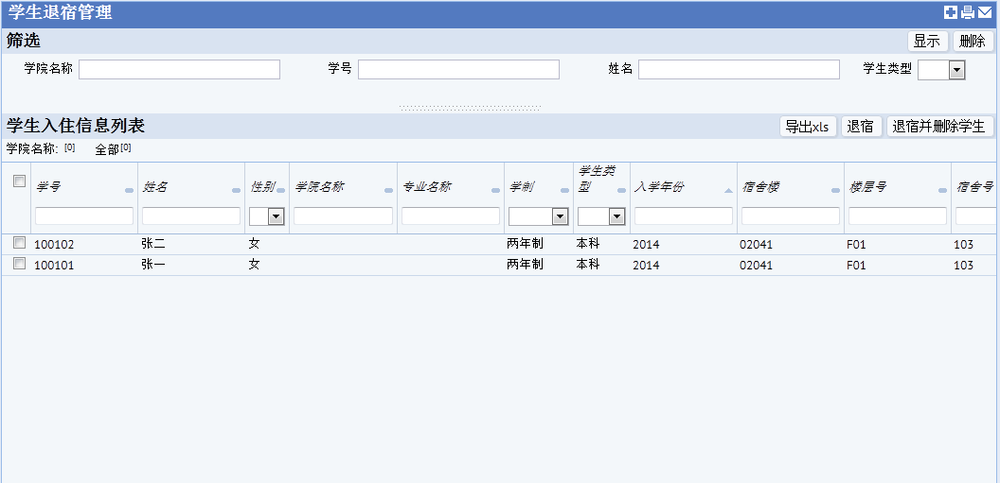 学生退宿管理
筛选 显示 删除
学院名称 学号 姓名 学生类型
学生入住信息列表 导出xls 退宿 退宿并删除学生
学院名称: [0] 全部[0]
学号 姓名 性别 学院名称 专业名称 学制 学生类型 入学年份 宿舍楼 楼层号 宿舍号
100102 张二 女 两年制 本科 2014 02041 F01 103
100101 张一 女 两年制 本科 2014 02041 F01 103